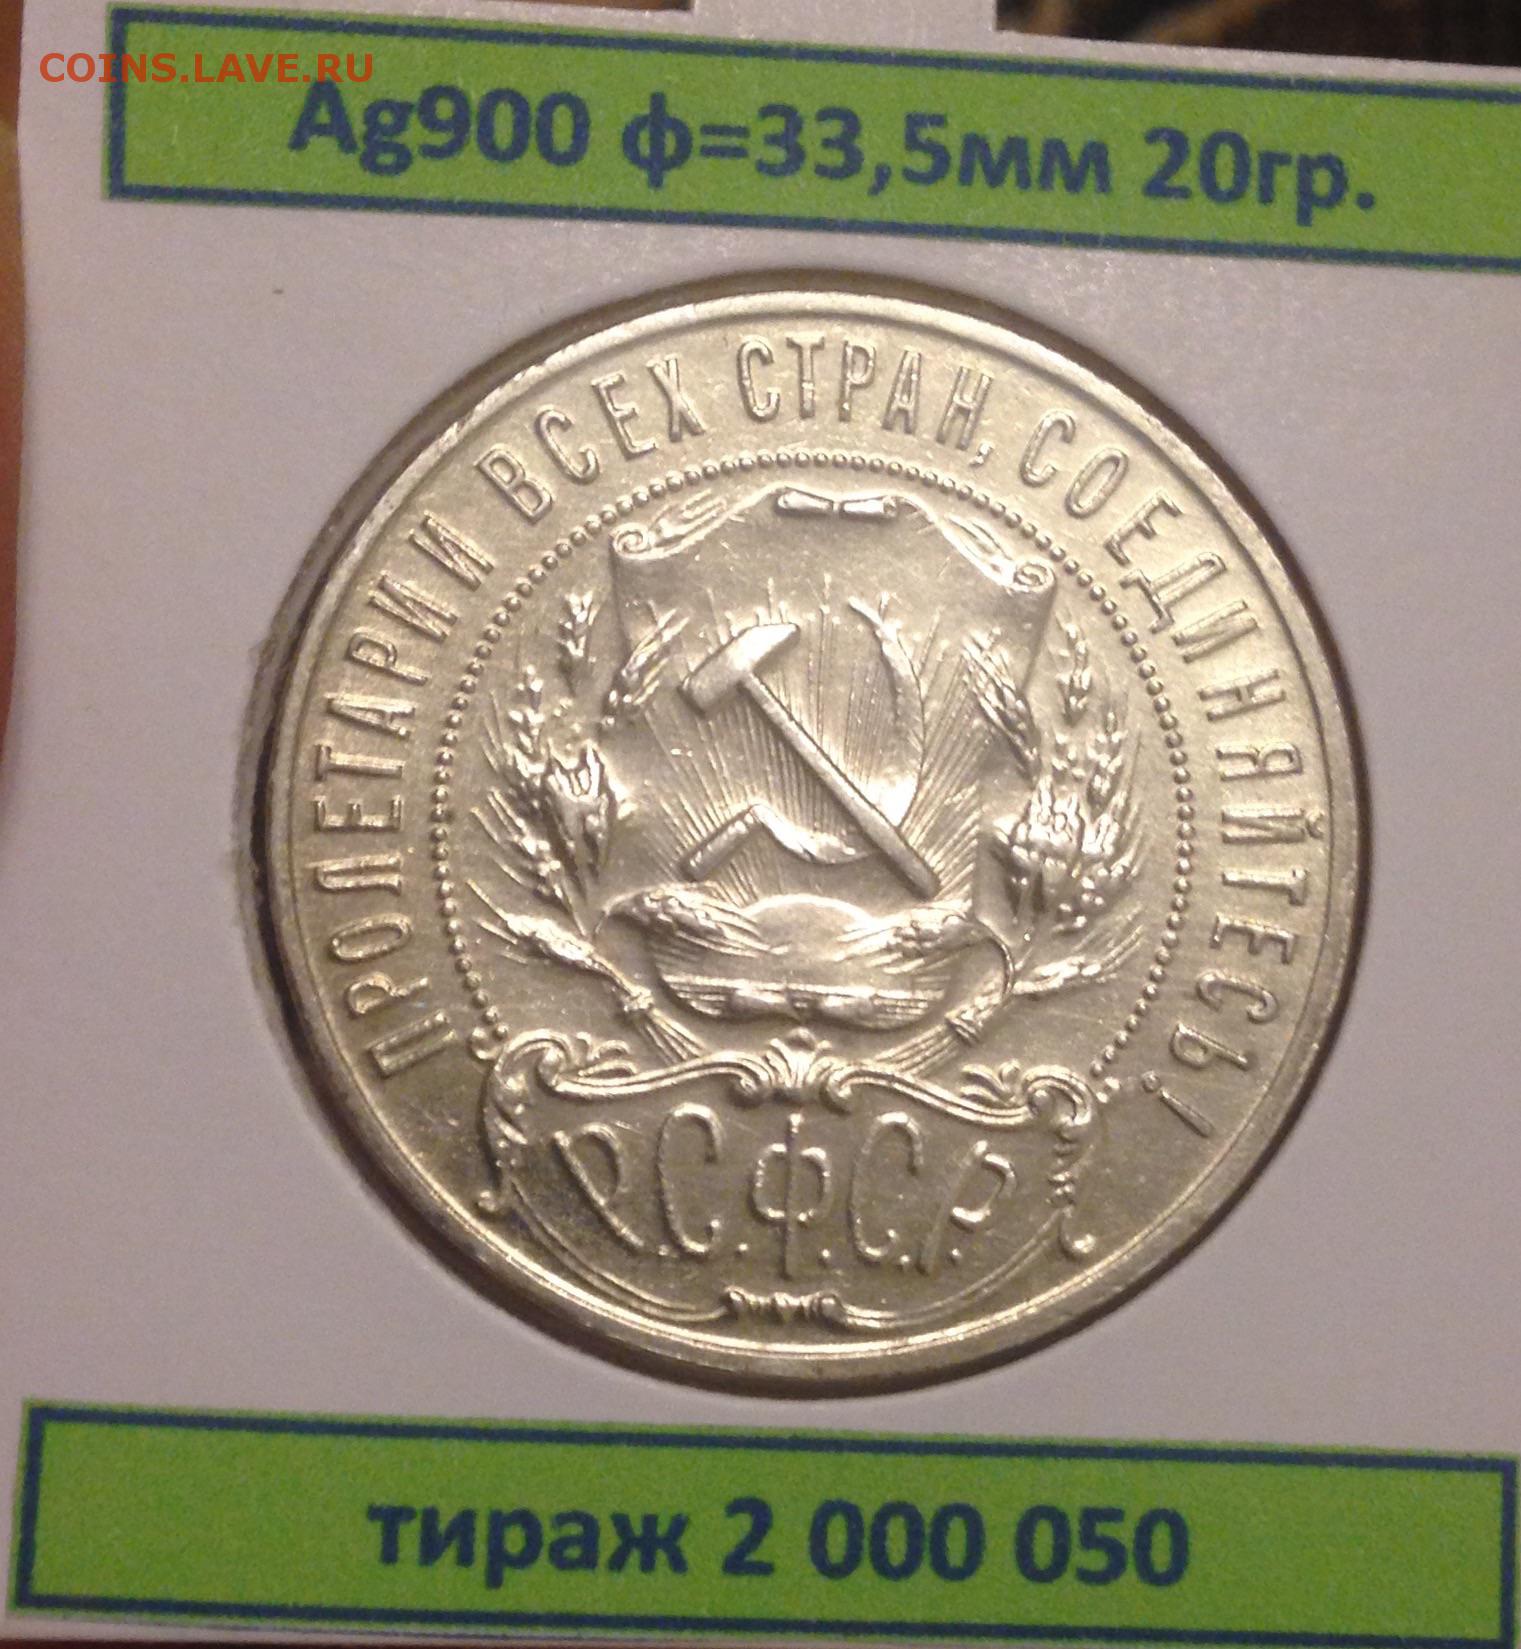 COINS.LAVE.RU
Ag900 ф=33,5мм 20гр.
ПРОЛЕТАРИИ ВСЕХ СТРАН, СОЕДИНЯЙТЕСЬ!
Р.С.Ф.С.Р.
тираж 2 000 050